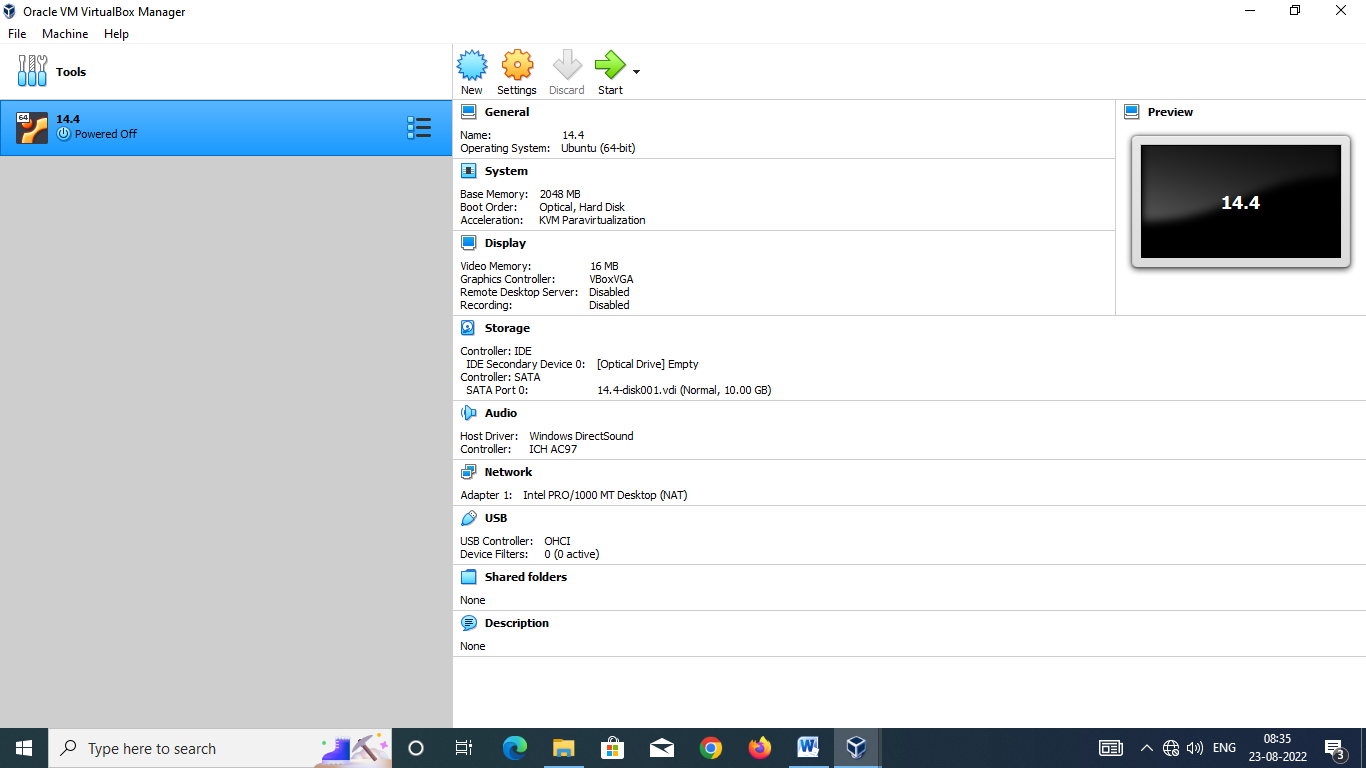 Oracle VM VirtualBox Manager
File Machine Help
Tools
New Settings Discard Start
64
14.4
Powered Off
General
Name: 14.4
Operating System: Ubuntu (64-bit)
System
Base Memory: 2048 MB
Boot Order: Optical, Hard Disk
Acceleration: KVM Paravirtualization
Display
Video Memory: 16 MB
Graphics Controller: VBoxVGA
Remote Desktop Server: Disabled
Recording: Disabled
Preview
14.4
Storage
Controller: IDE
IDE Secondary Device 0: [Optical Drive] Empty
Controller: SATA
SATA Port 0: 14.4-disk001.vdi (Normal, 10.00 GB)
Audio
Host Driver: Windows DirectSound
Controller: ICH AC97
Network
Adapter 1: Intel PRO/1000 MT Desktop (NAT)
USB
USB Controller: OHCI
Device Filters: 0 (0 active)
Shared folders
None
Description
None
Type here to search
ENG
08:35
23-08-2022
3